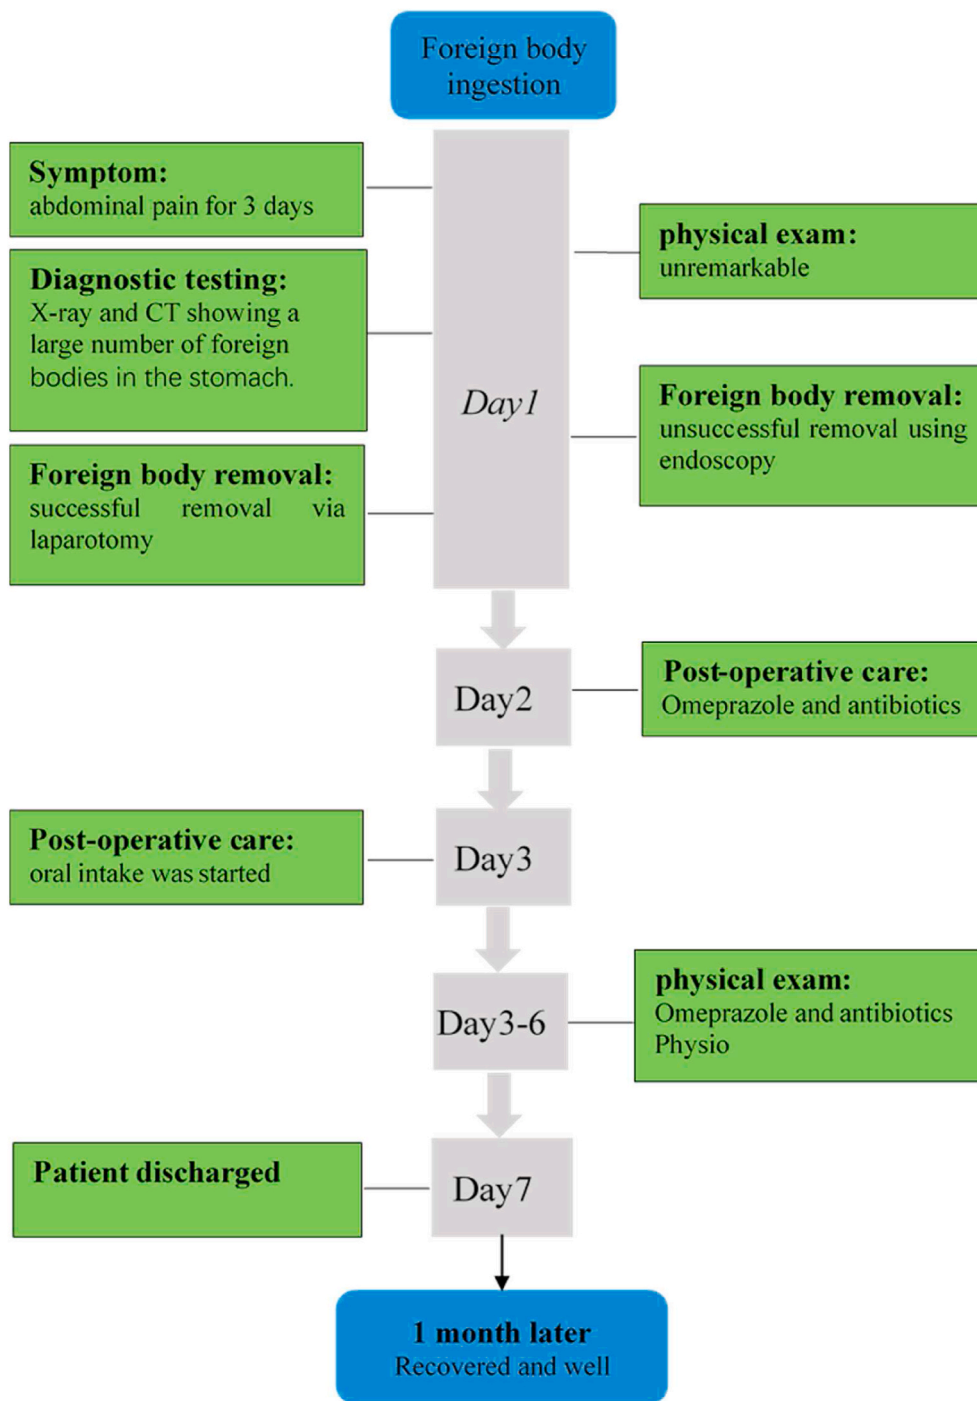 Foreign body
ingestion
Symptom:
abdominal pain for 3 days
physical exam:
unremarkable
Diagnostic testing:
X-ray and CT showing a
large number of foreign
bodies in the stomach.
Day1
Foreign body removal:
unsuccessful removal using
endoscopy
Foreign body removal:
successful removal via
laparotomy
Day2
Post-operative care:
Omeprazole and antibiotics
Post-operative care:
oral intake was started
Day3
Day3-6
physical exam:
Omeprazole and antibiotics
Physio
Patient discharged
Day7
1 month later
Recovered and well